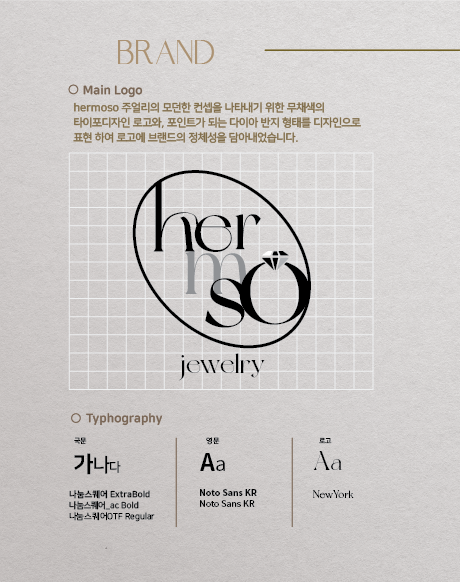 BRAND
Main Logo
hermoso 주얼리의 모던한 컨셉을 나타내기 위한 무채색의
타이포디자인 로고와, 포인트가 되는 다이아 반지 형태를 디자인으로
표현 하여 로고에 브랜드의 정체성을 담아내었습니다.
her
m
so
jewelry
Typhography
국문
가나다
나눔스퀘어 ExtraBold
나눔스퀘어_ac Bold
나눔스퀘어OTF Regular
영문
Aa
Noto Sans KR
Noto Sans KR
로고
Aa
NewYork